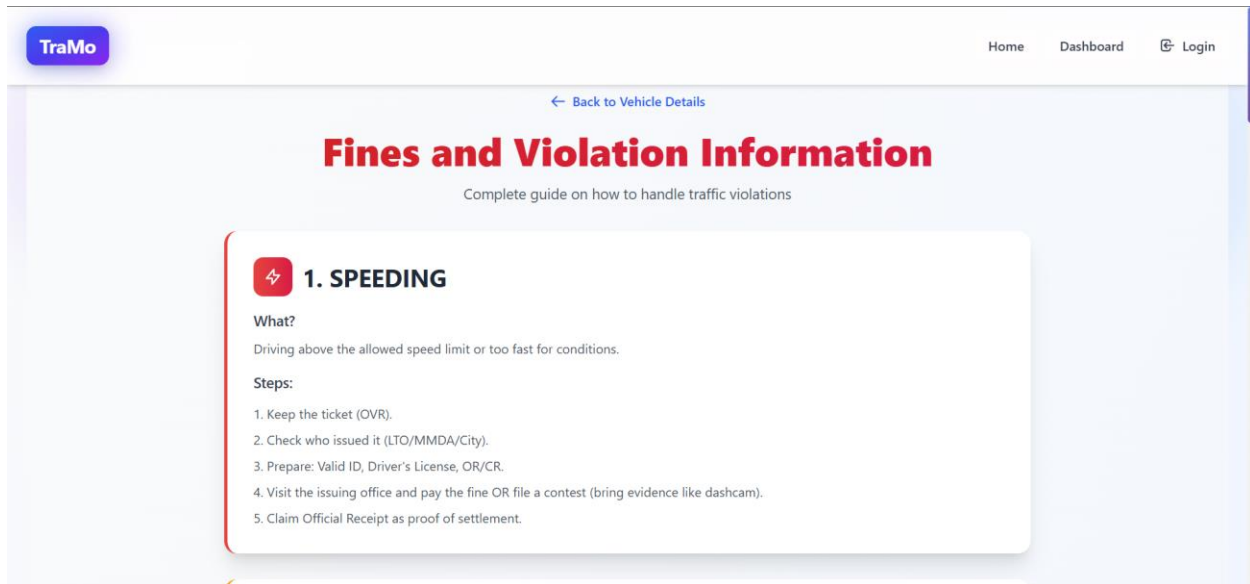 TraMo
Home Dashboard Login
← Back to Vehicle Details
Fines and Violation Information
Complete guide on how to handle traffic violations
1. SPEEDING
What?
Driving above the allowed speed limit or too fast for conditions.
Steps:
1. Keep the ticket (OVR).
2. Check who issued it (LTO/MMDA/City).
3. Prepare: Valid ID, Driver's License, OR/CR.
4. Visit the issuing office and pay the fine OR file a contest (bring evidence like dashcam).
5. Claim Official Receipt as proof of settlement.